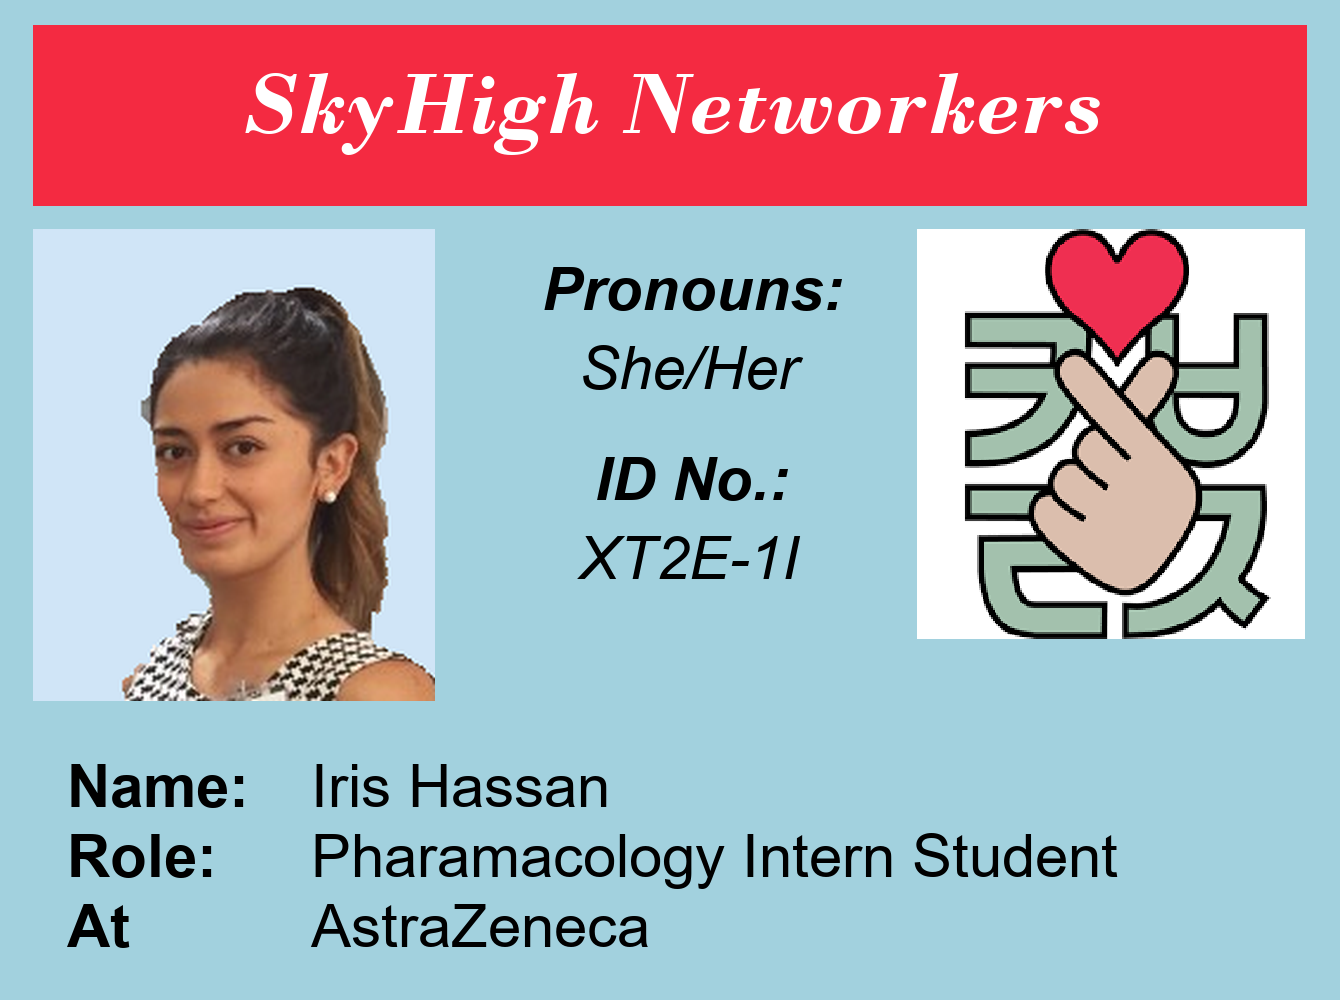 SkyHigh Networkers
Pronouns:
She/Her
ID No.:
XT2E-1I
Name: Iris Hassan
Role: Pharamacology Intern Student
At AstraZeneca